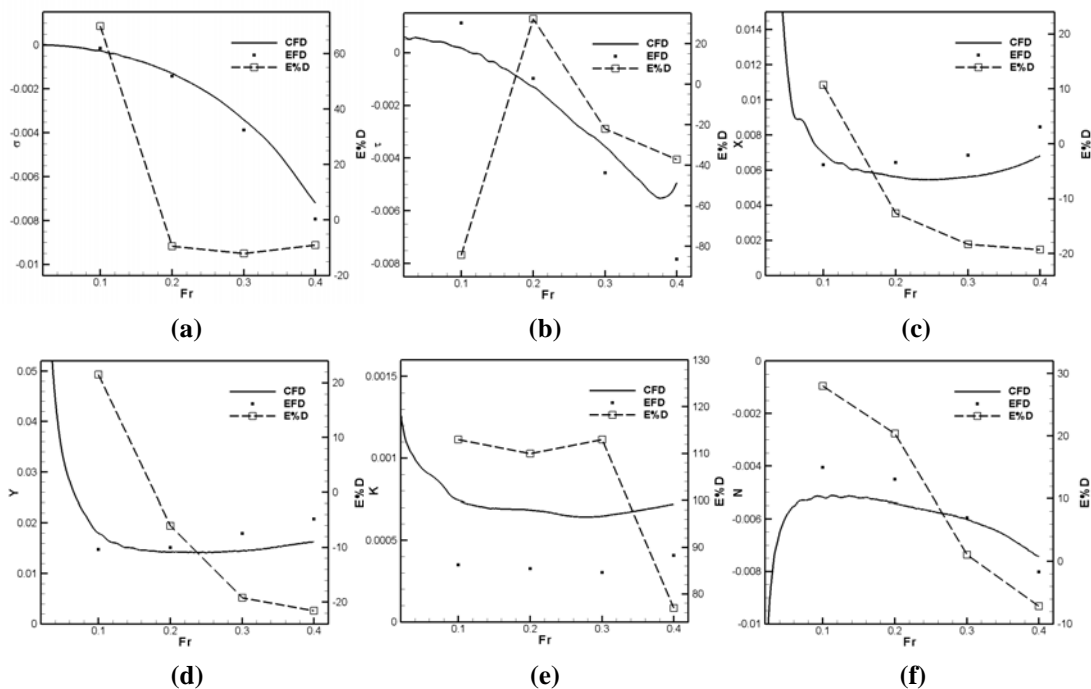 0
-0.002
-0.004
-0.006
-0.008
-0.01
σ
0.1 0.2 0.3 0.4
Fr
60
40
20
0
-20
E%D
CFD
EFD
E%D
(a)
0
-0.002
-0.004
-0.006
-0.008
τ
0.1 0.2 0.3 0.4
Fr
20
0
-20
-40
-60
-80
E%D
CFD
EFD
E%D
(b)
0.014
0.012
0.01
0.008
0.006
0.004
0.002
0
X
0.1 0.2 0.3 0.4
Fr
20
10
0
-10
-20
E%D
CFD
EFD
E%D
(c)
0.05
0.04
0.03
0.02
0.01
0
Y
0.1 0.2 0.3 0.4
Fr
20
10
0
-10
-20
E%D
CFD
EFD
E%D
(d)
0.0015
0.001
0.0005
0
K
0.1 0.2 0.3 0.4
Fr
130
120
110
100
90
80
E%D
CFD
EFD
E%D
(e)
0
-0.002
-0.004
-0.006
-0.008
-0.01
N
0.1 0.2 0.3 0.4
Fr
30
20
10
0
-10
E%D
CFD
EFD
E%D
(f)